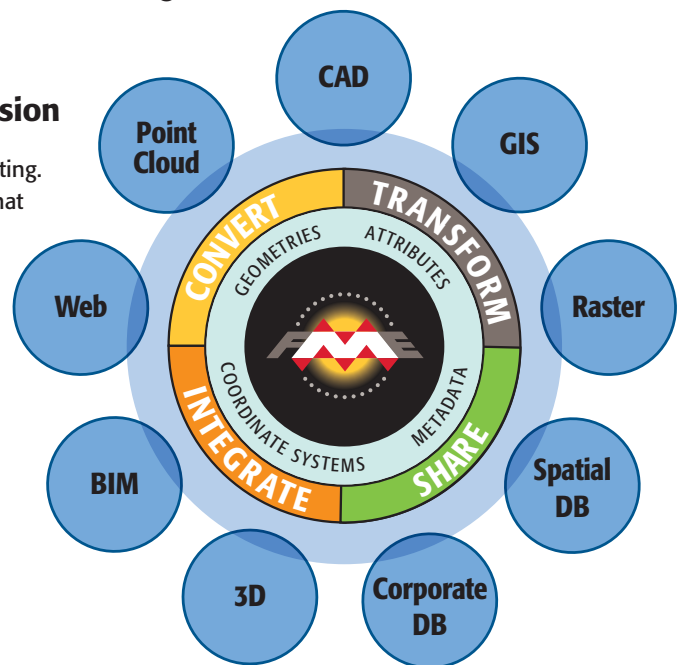 sion
ting.
hat
CAD
GIS
Raster
Spatial
DB
Corporate
DB
3D
BIM
Web
Point
Cloud
CONVERT
TRANSFORM
SHARE
INTEGRATE
GEOMETRIES
ATTRIBUTES
METADATA
COORDINATE SYSTEMS
FME